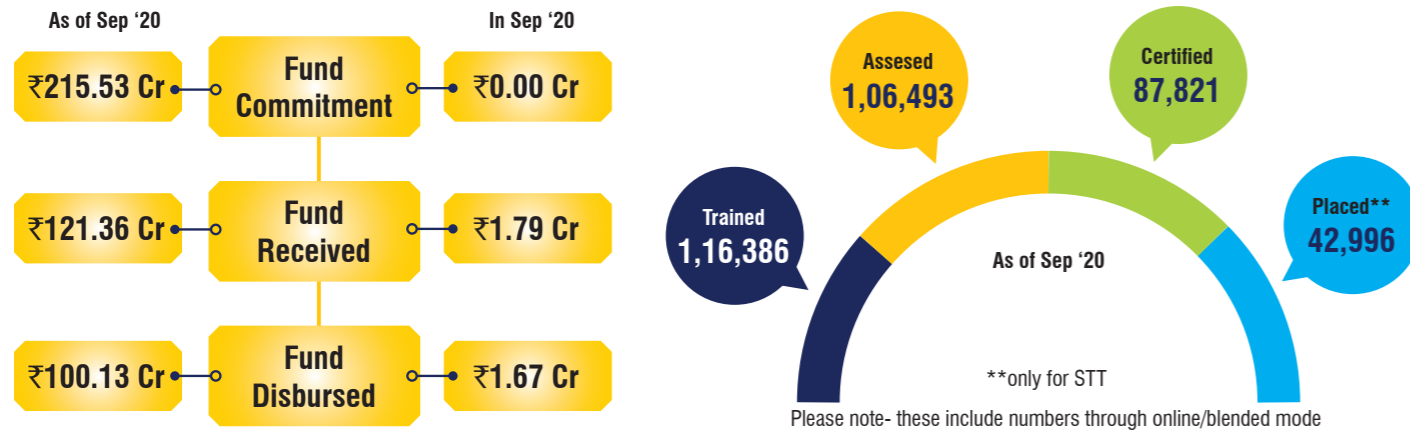 As of Sep ‘20
In Sep ‘20
₹215.53 Cr
Fund
Commitment
₹0.00 Cr
₹121.36 Cr
Fund
Received
₹1.79 Cr
₹100.13 Cr
Fund
Disbursed
₹1.67 Cr
Trained
1,16,386
Assesed
1,06,493
Certified
87,821
Placed**
42,996
As of Sep ‘20
**only for STT
Please note- these include numbers through online/blended mode